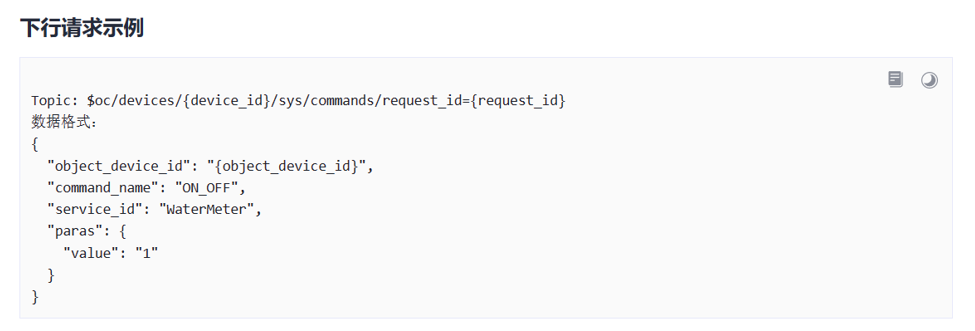 下行请求示例
Topic: $oc/devices/{device_id}/sys/commands/request_id={request_id}
数据格式：
{
  "object_device_id": "{object_device_id}",
  "command_name": "ON_OFF",
  "service_id": "WaterMeter",
  "paras": {
    "value": "1"
  }
}